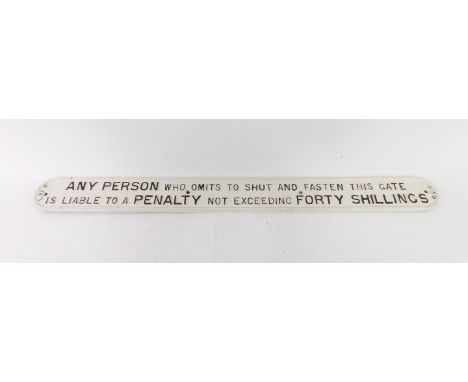 ANY PERSON WHO OMITS TO SHUT AND FASTEN THIS GATE
IS LIABLE TO A PENALTY NOT EXCEEDING FORTY SHILLINGS